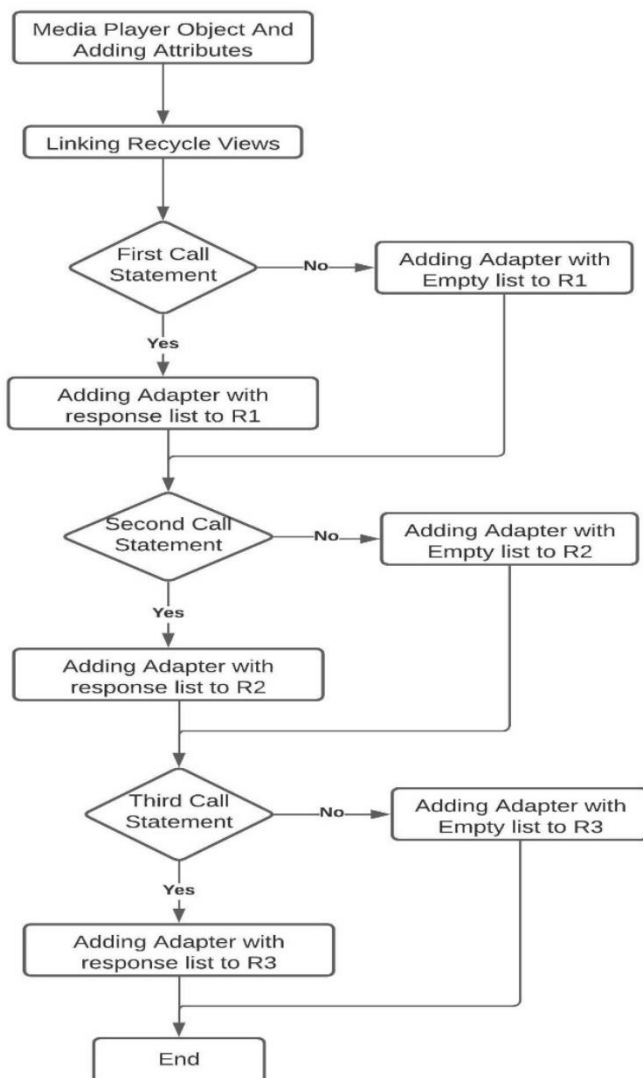 Media Player Object And
Adding Attributes
Linking Recycle Views
First Call
Statement
No
Adding Adapter with
Empty list to R1
Yes
Adding Adapter with
response list to R1
Second Call
Statement
No
Adding Adapter with
Empty list to R2
Yes
Adding Adapter with
response list to R2
Third Call
Statement
No
Adding Adapter with
Empty list to R3
Yes
Adding Adapter with
response list to R3
End